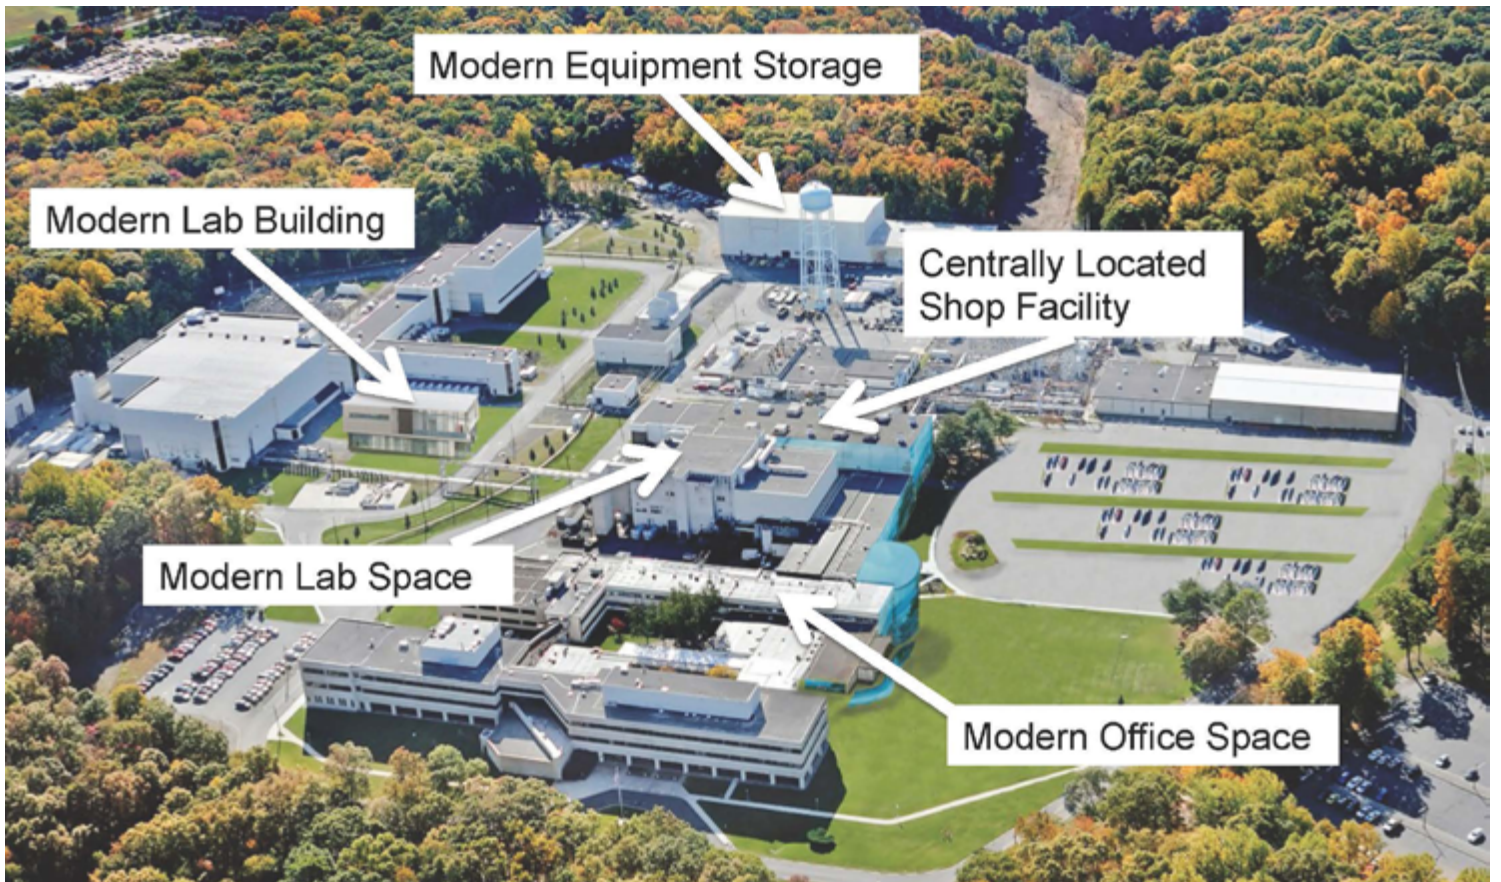 Modern Equipment Storage
Modern Lab Building
Centrally Located
Shop Facility
Modern Lab Space
Modern Office Space